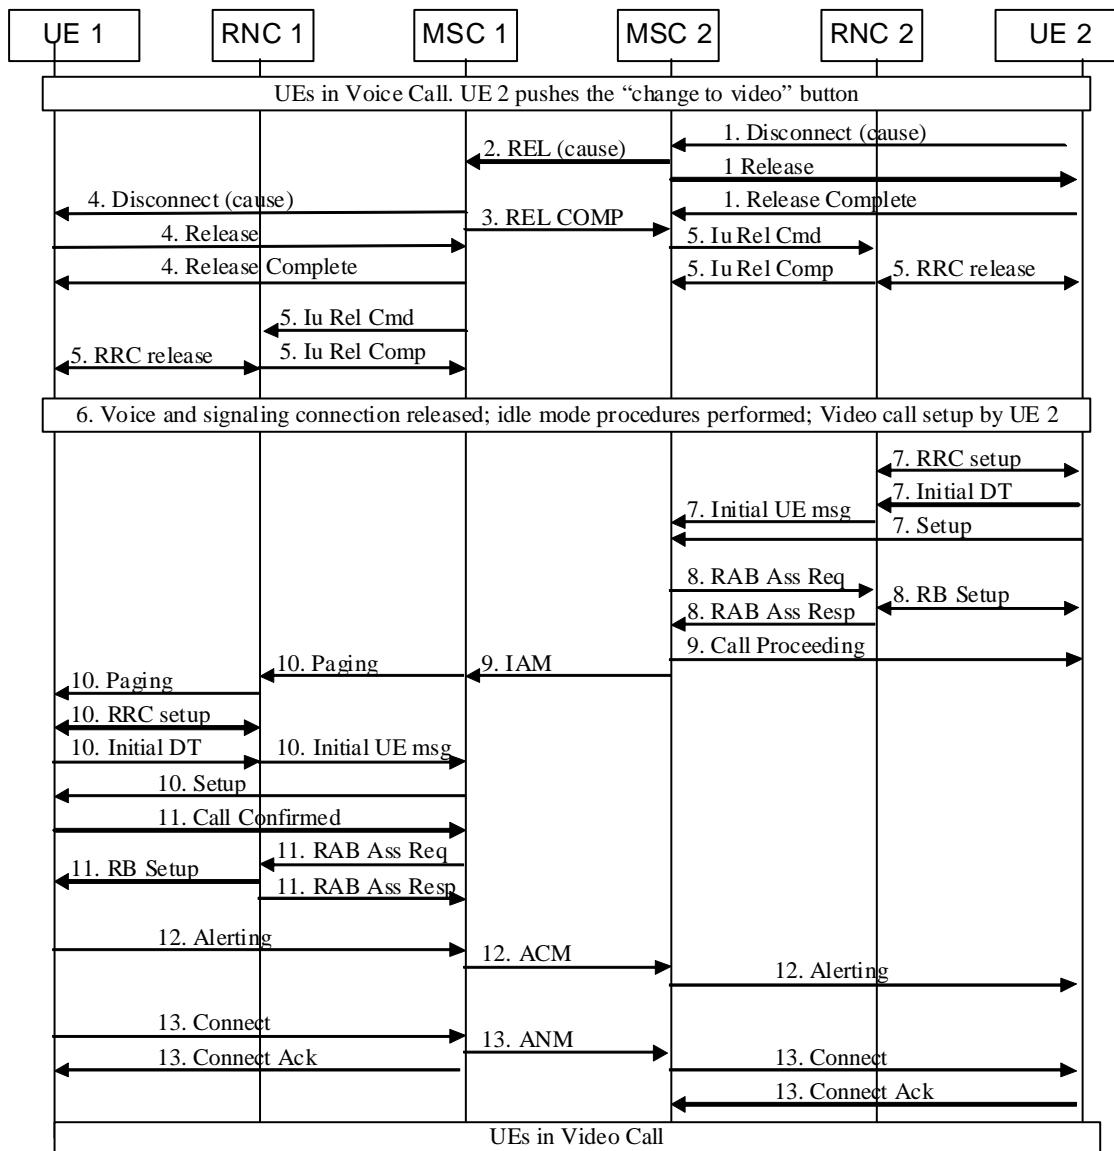 UE 1
RNC 1
MSC 1
MSC 2
RNC 2
UE 2
UEs in Voice Call. UE 2 pushes the “change to video” button
1. Disconnect (cause)
2. REL (cause)
1 Release
4. Disconnect (cause)
1. Release Complete
3. REL COMP
4. Release
5. Iu Rel Cmd
4. Release Complete
5. Iu Rel Comp
5. RRC release
5. Iu Rel Cmd
5. RRC release
5. Iu Rel Comp
6. Voice and signaling connection released; idle mode procedures performed; Video call setup by UE 2
7. RRC setup
7. Initial DT
7. Initial UE msg
7. Setup
8. RAB Ass Req
8. RB Setup
8. RAB Ass Resp
9. Call Proceeding
10. Paging
9. IAM
10. Paging
10. RRC setup
10. Initial DT
10. Initial UE msg
10. Setup
11. Call Confirmed
11. RAB Ass Req
11. RB Setup
11. RAB Ass Resp
12. Alerting
12. ACM
12. Alerting
13. Connect
13. ANM
13. Connect Ack
13. Connect
13. Connect Ack
UEs in Video Call